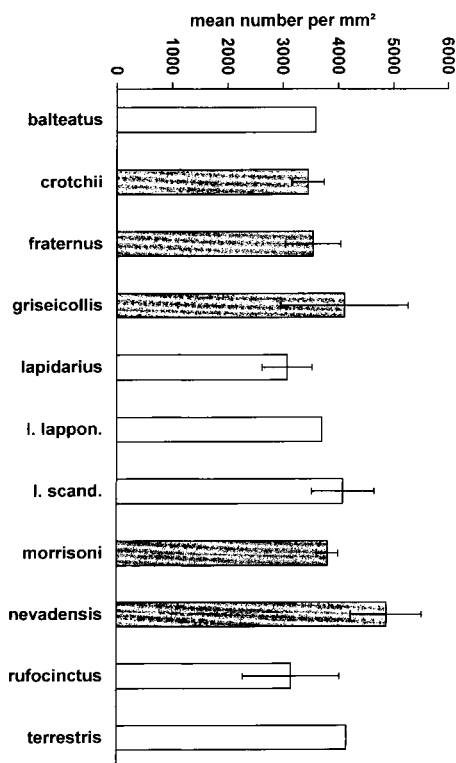 mean number per mm²
0 1000 2000 3000 4000 5000 6000
balteatus
crotchii
fraternus
griseicollis
lapidarius
l. lappon.
l. scand.
morrisoni
nevadensis
rufocinctus
terrestris